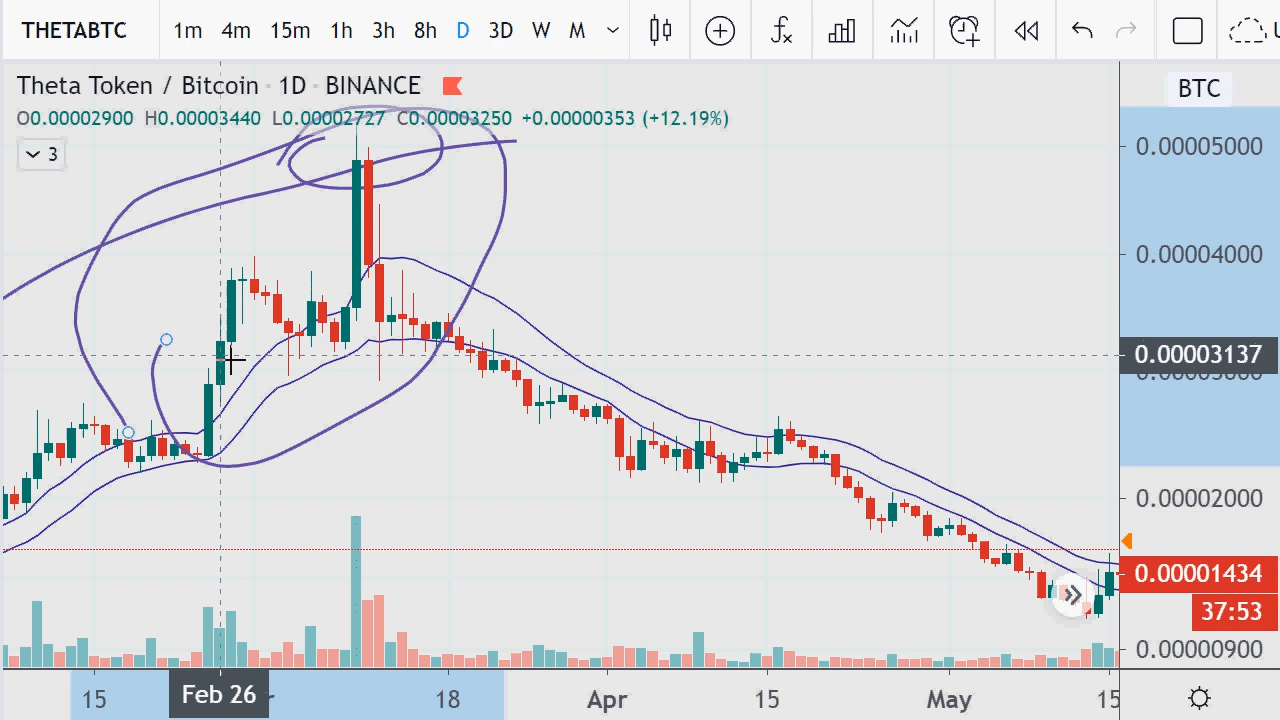 THETABTC 1m 4m 15m 1h 3h 8h D 3D W M fx
Theta Token / Bitcoin · 1D · BINANCE
BTC
O0.00002900 H0.00003440 L0.00002727 C0.00003250 +0.00000353 (+12.19%)
3
0.00005000
0.00004000
0.00003137
0.00002000
0.00001434
37:53
0.00000900
15 Feb 26 18 Apr 15 May 15